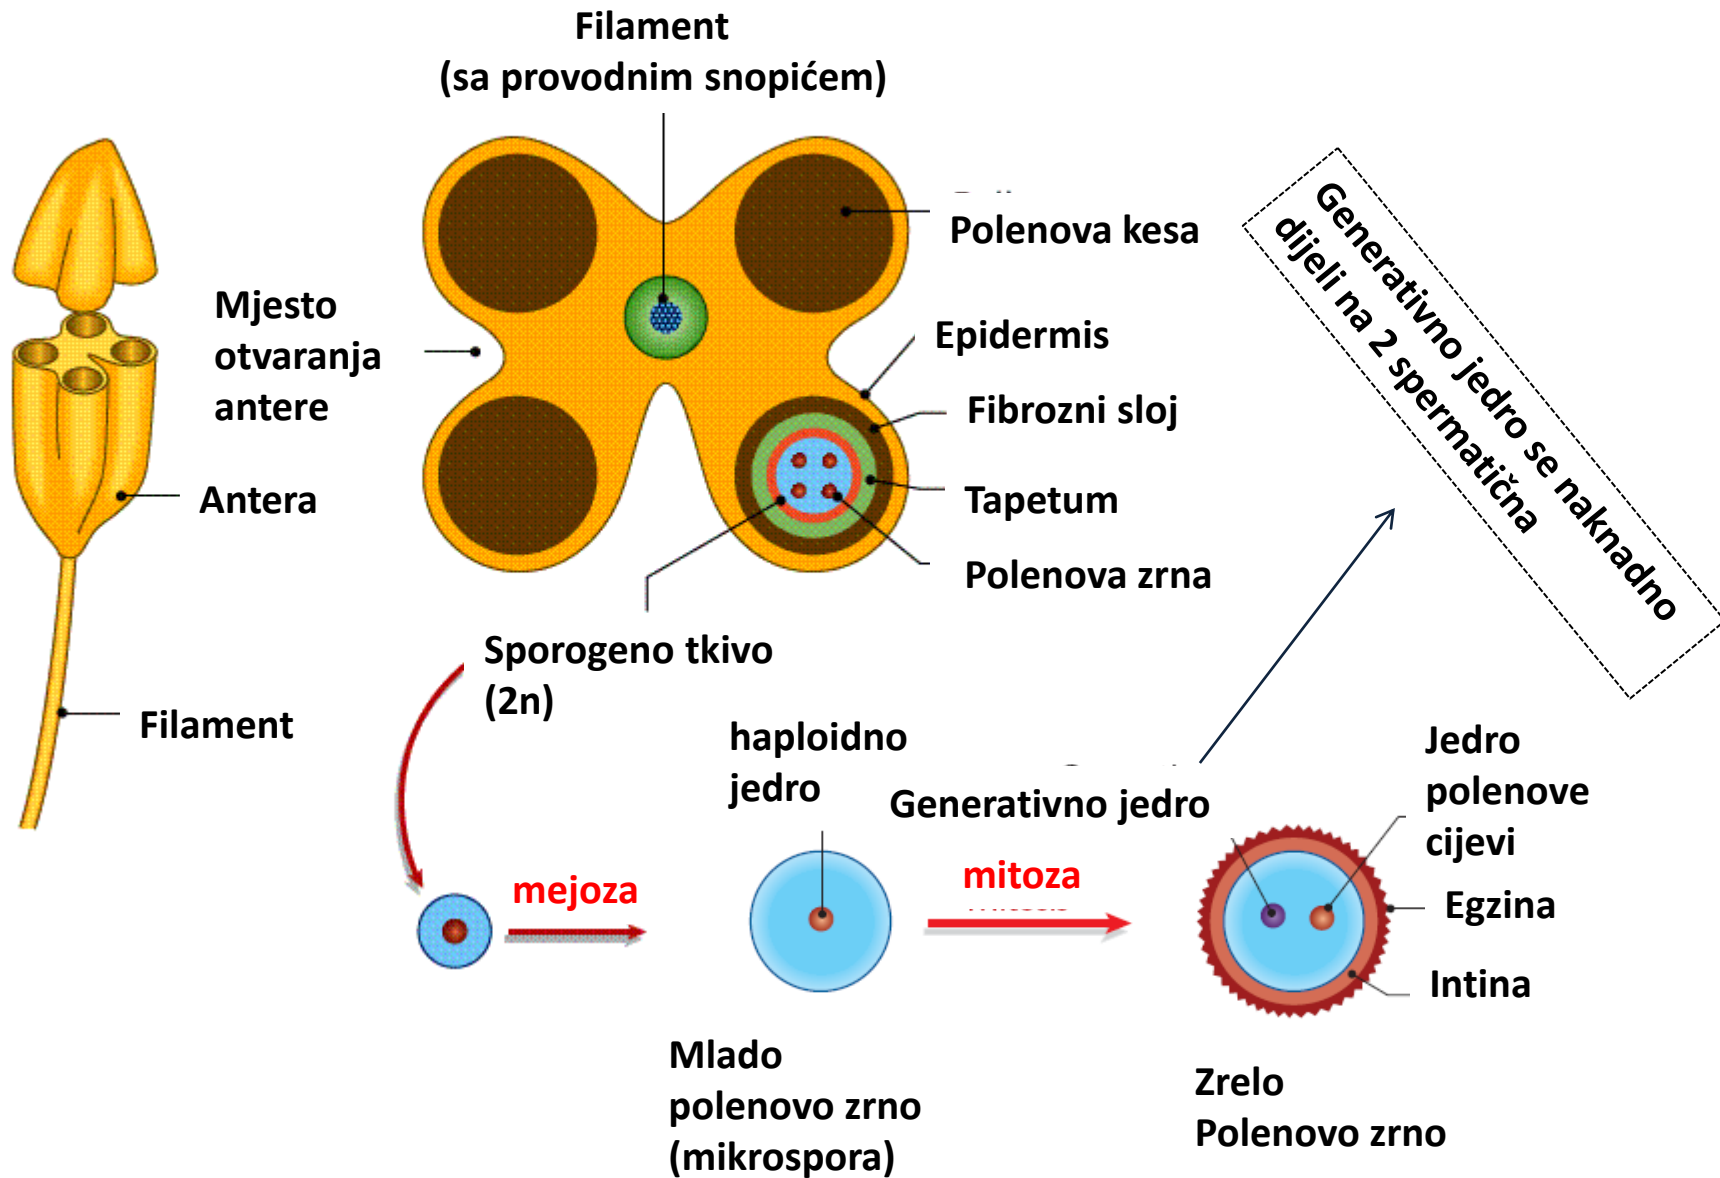 Filament
(sa provodnim snopićem)
Polenova kesa
Mjesto
otvaranja
antere
Epidermis
Fibrozni sloj
Antera
Tapetum
Polenova zrna
Generativno jedro se naknadno
dijeli na 2 spermatična
Sporogeno tkivo
(2n)
Filament
haploidno
jedro
Generativno jedro
Jedro
polenove
cijevi
mejoza
mitoza
Egzina
Intina
Mlado
polenovo zrno
(mikrospora)
Zrelo
Polenovo zrno